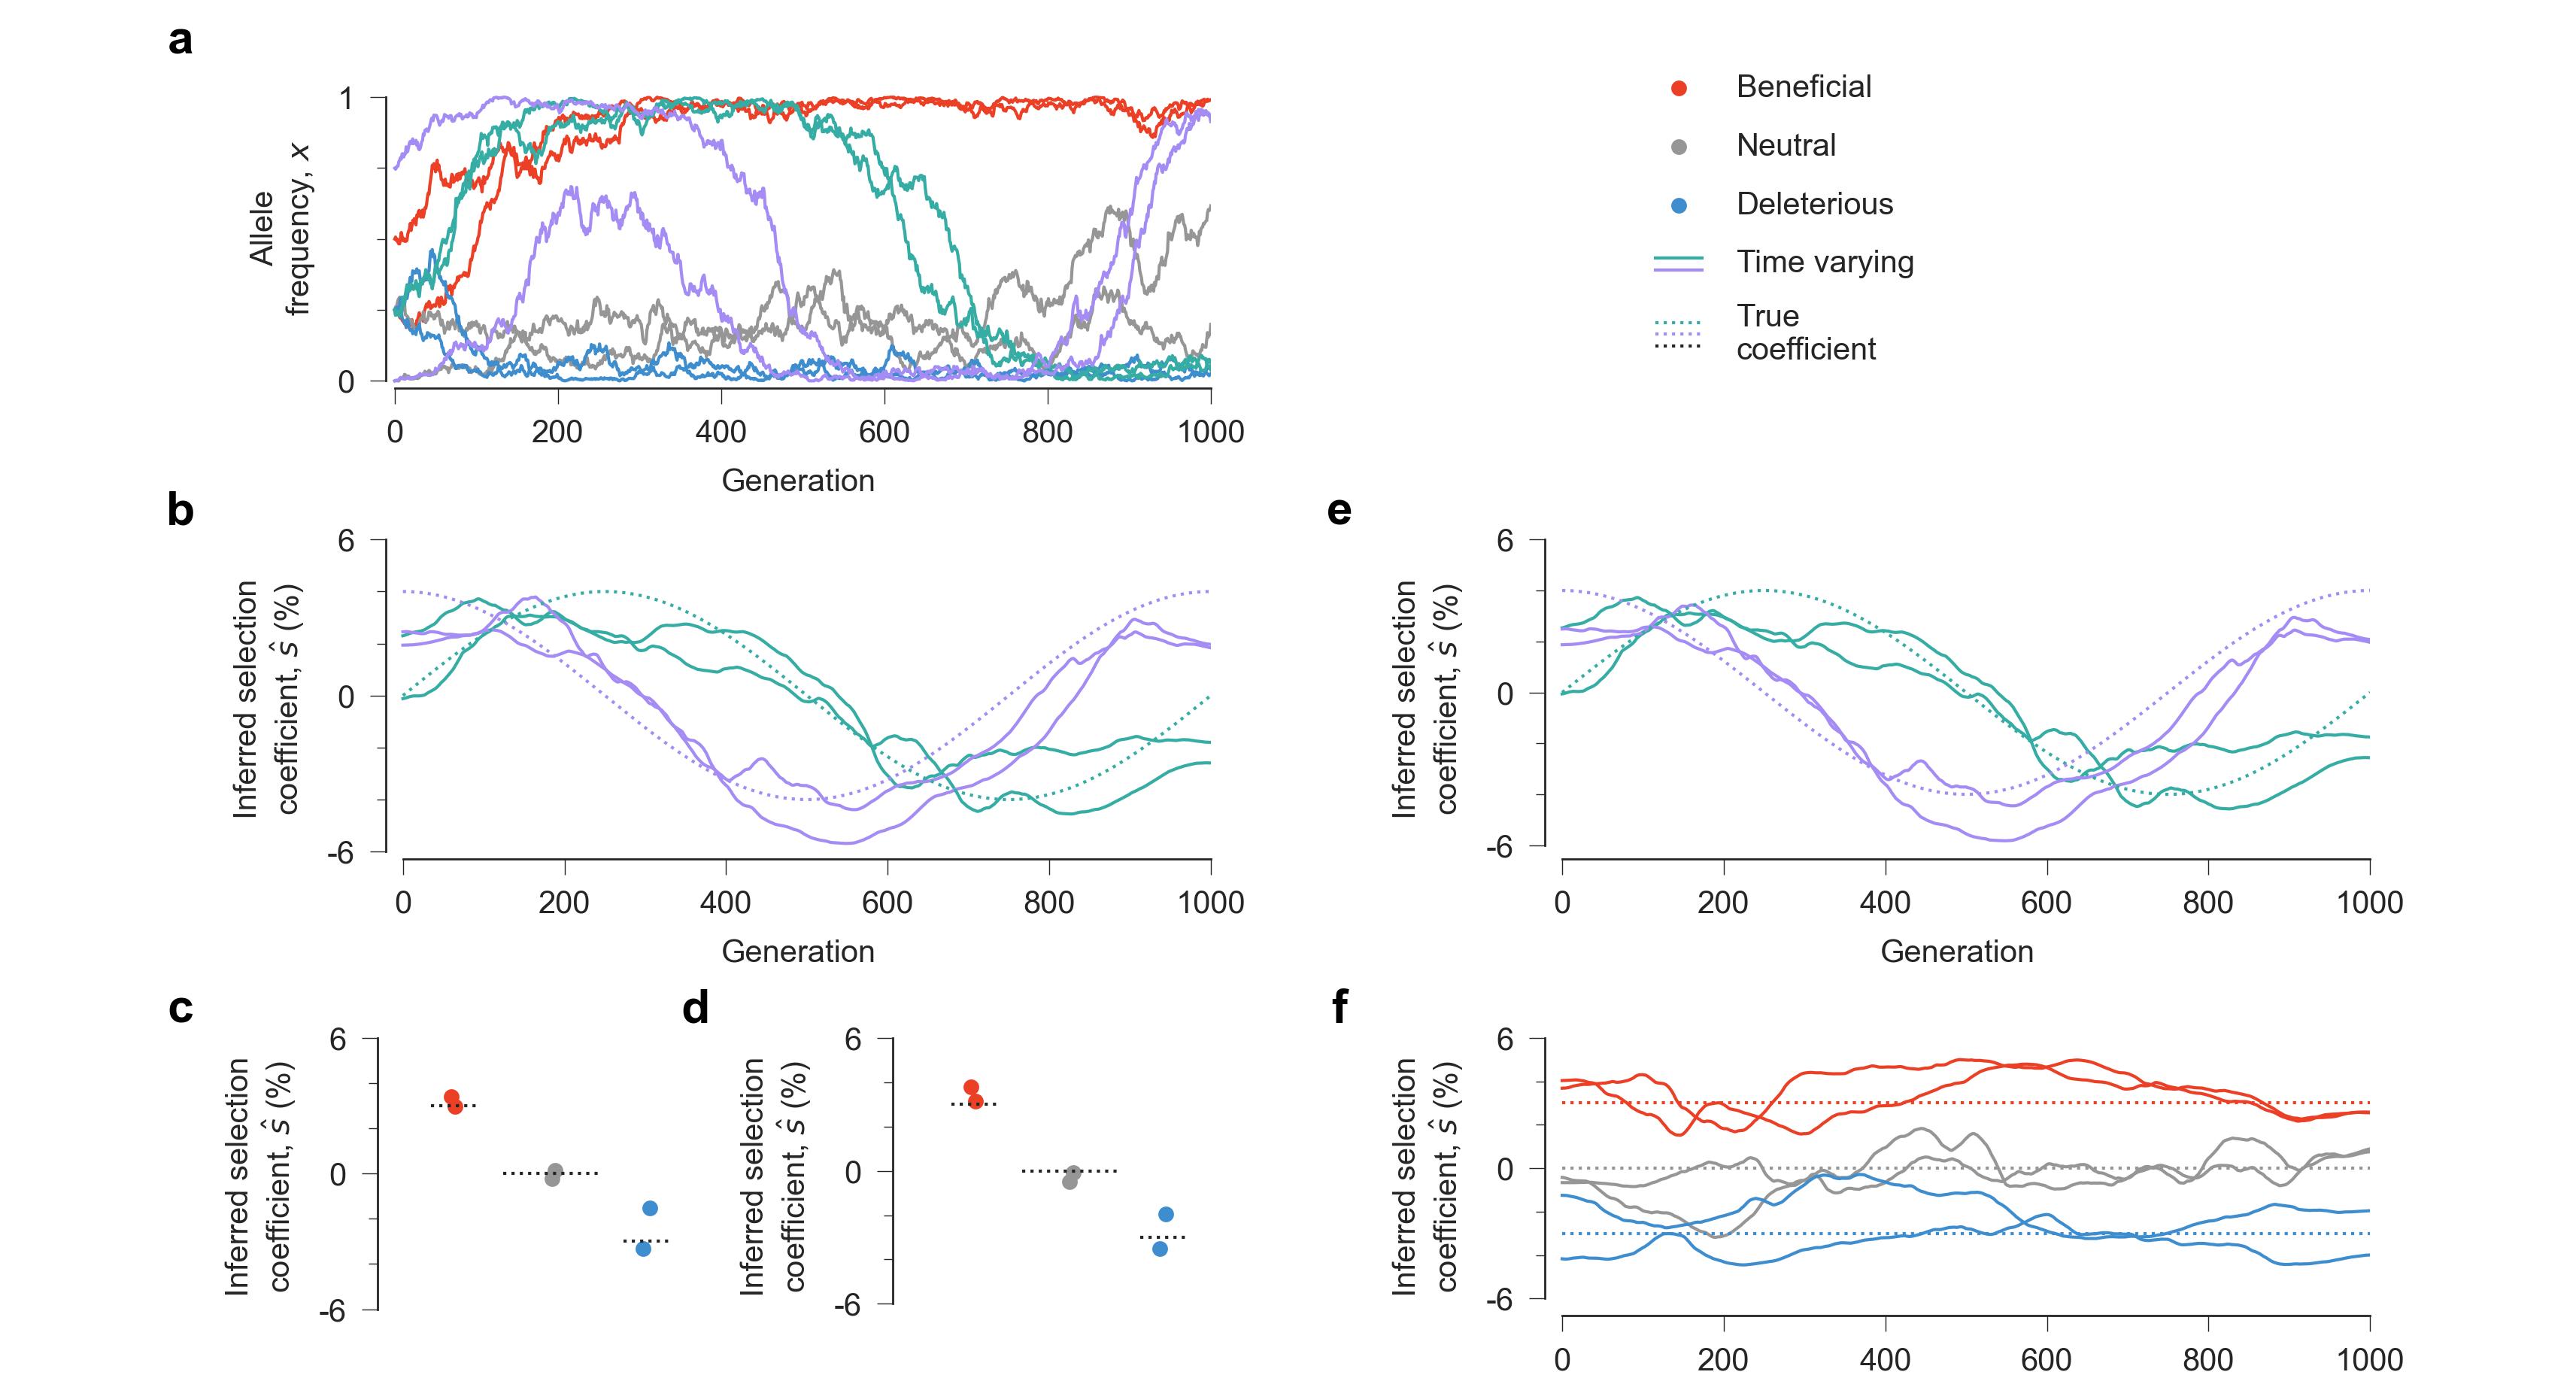 a
1
0
Allele
frequency, x
0 200 400 600 800 1000
Generation
Beneficial
Neutral
Deleterious
Time varying
True
coefficient
b
6
0
-6
Inferred selection
coefficient, ŝ (%)
0 200 400 600 800 1000
Generation
e
6
0
-6
Inferred selection
coefficient, ŝ (%)
0 200 400 600 800 1000
Generation
c
6
0
-6
Inferred selection
coefficient, ŝ (%)
d
6
0
-6
Inferred selection
coefficient, ŝ (%)
f
6
0
-6
Inferred selection
coefficient, ŝ (%)
0 200 400 600 800 1000